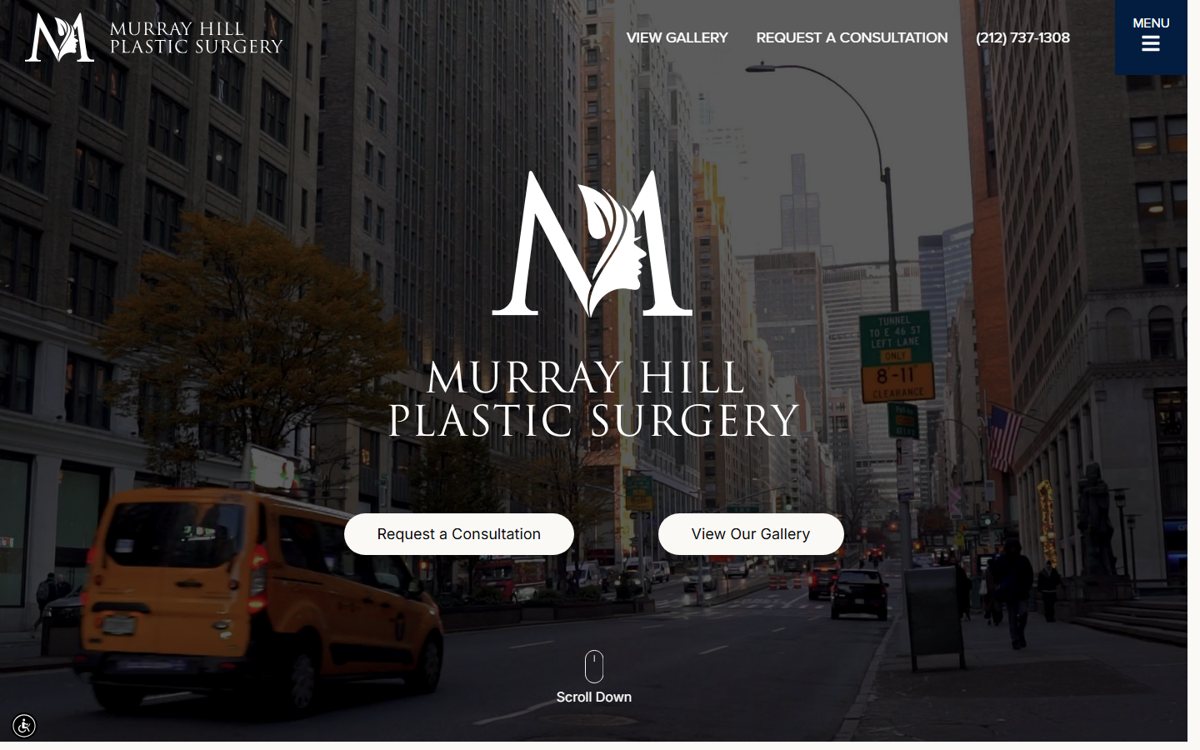 MURRAY HILL
PLASTIC SURGERY
VIEW GALLERY
REQUEST A CONSULTATION
(212) 737-1308
MENU
MURRAY HILL
PLASTIC SURGERY
TUNNEL
TO E 46 ST
LEFT LANE
ONLY
8-11
CLEARANCE
Request a Consultation
View Our Gallery
Scroll Down